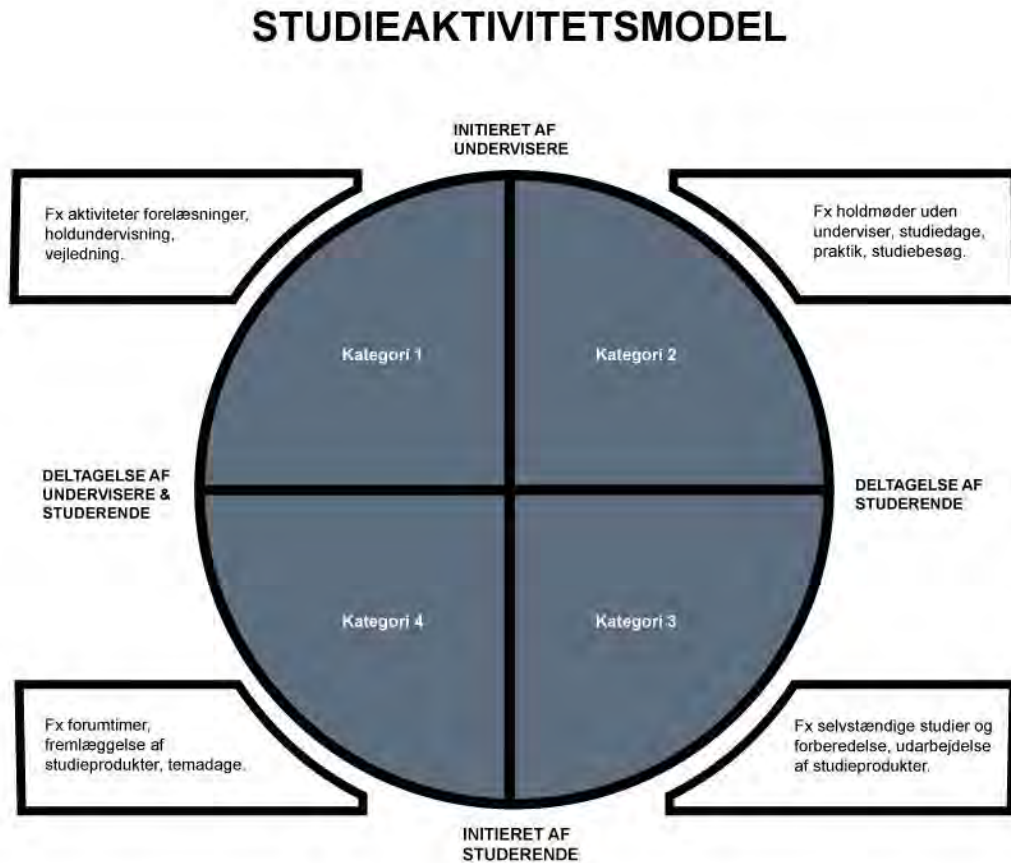 STUDIEAKTIVITETSMODEL
INITIERET AF
UNDERVISERE
Fx aktiviteter forelæsninger,
holdundervisning,
vejledning.
Fx holdmøder uden
underviser, studiedage,
praktik, studiebesøg.
Kategori 1
Kategori 2
DELTAGELSE AF
UNDERVISERE &
STUDERENDE
DELTAGELSE AF
STUDERENDE
Kategori 4
Kategori 3
Fx forumtimer,
fremlæggelse af
studieprodukter, temadage.
Fx selvstændige studier og
forberedelse, udarbejdelse
af studieprodukter.
INITIERET AF
STUDERENDE